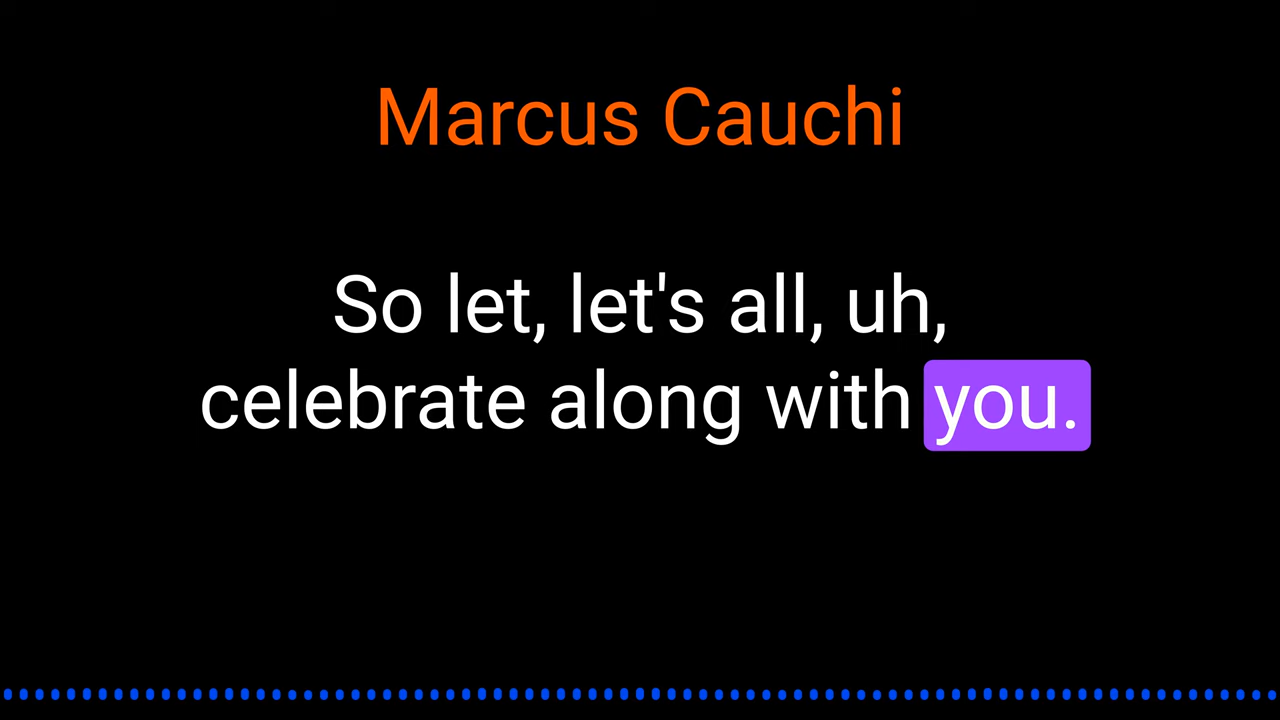 Marcus Cauchi
So let, let's all, uh,
celebrate along with you.